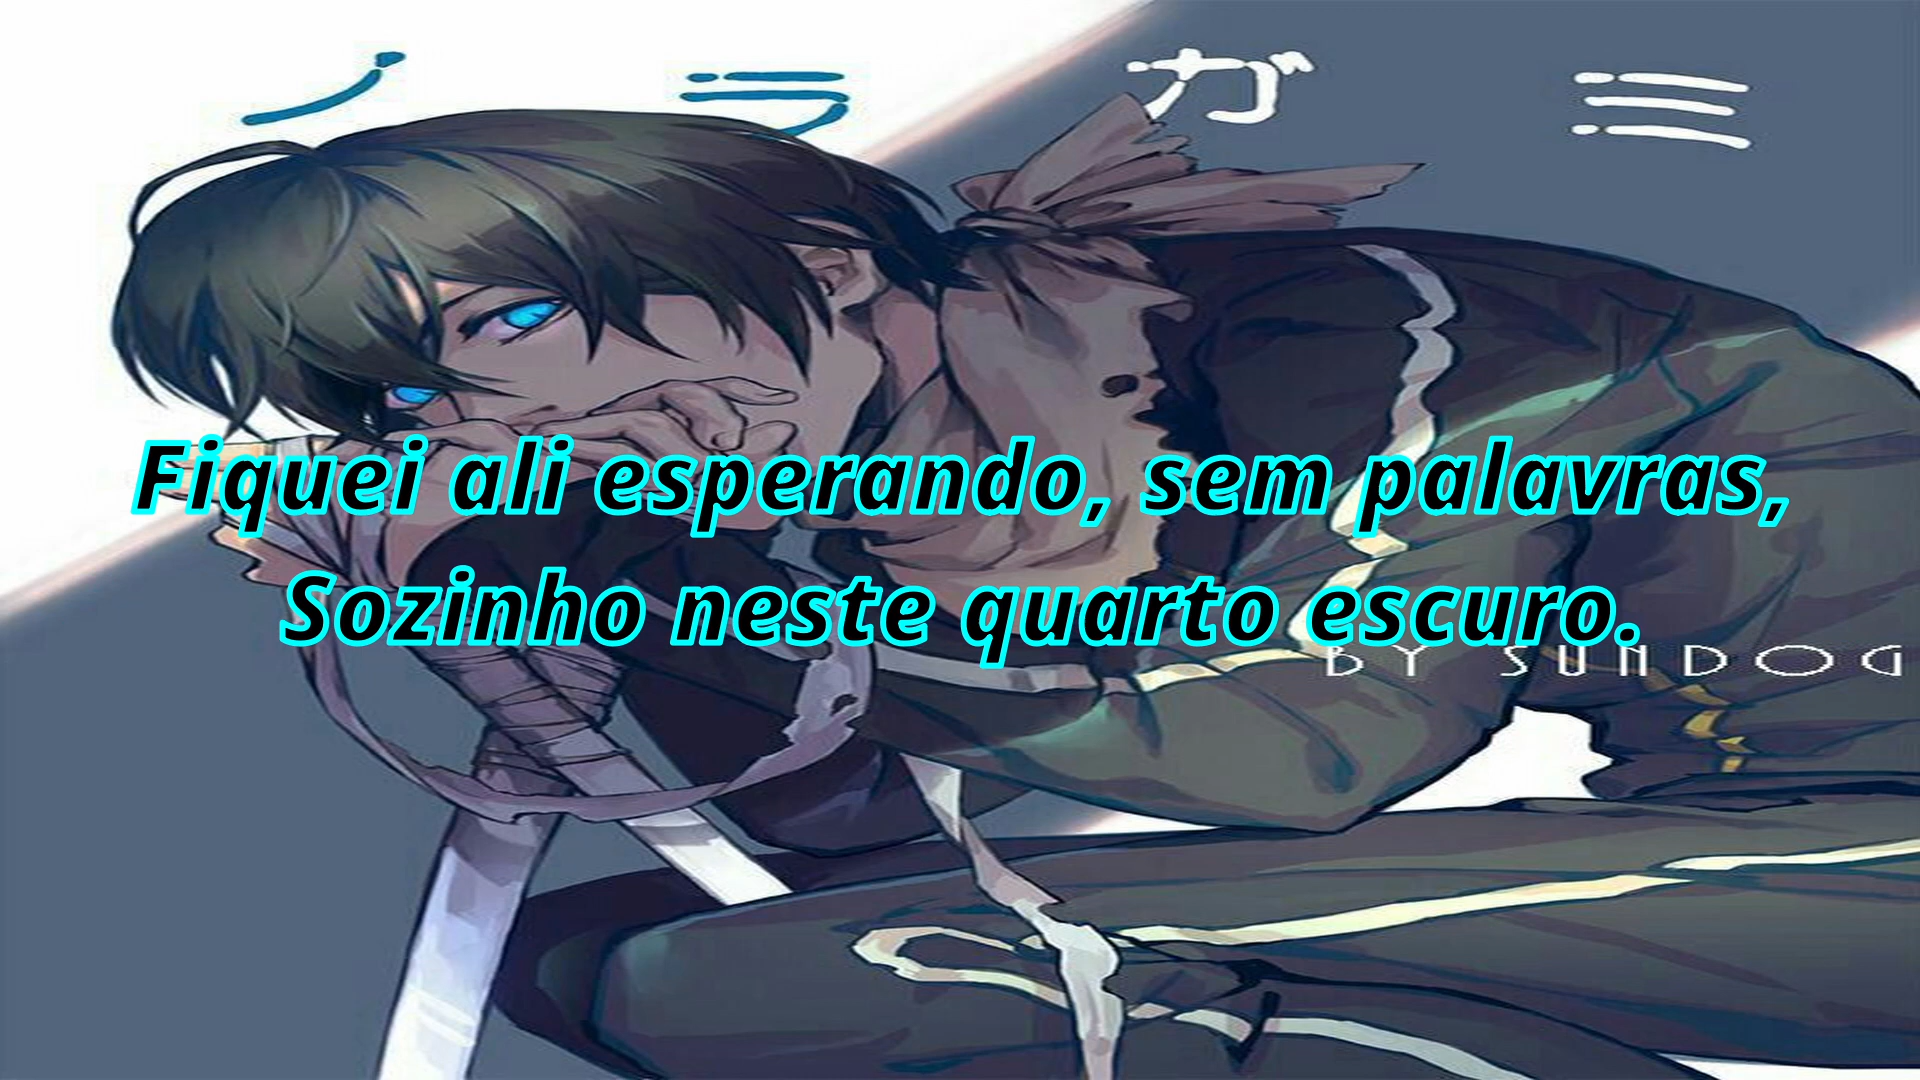 ノラガミ
Fiquei ali esperando, sem palavras,
Sozinho neste quarto escuro.
BY SUNDOG